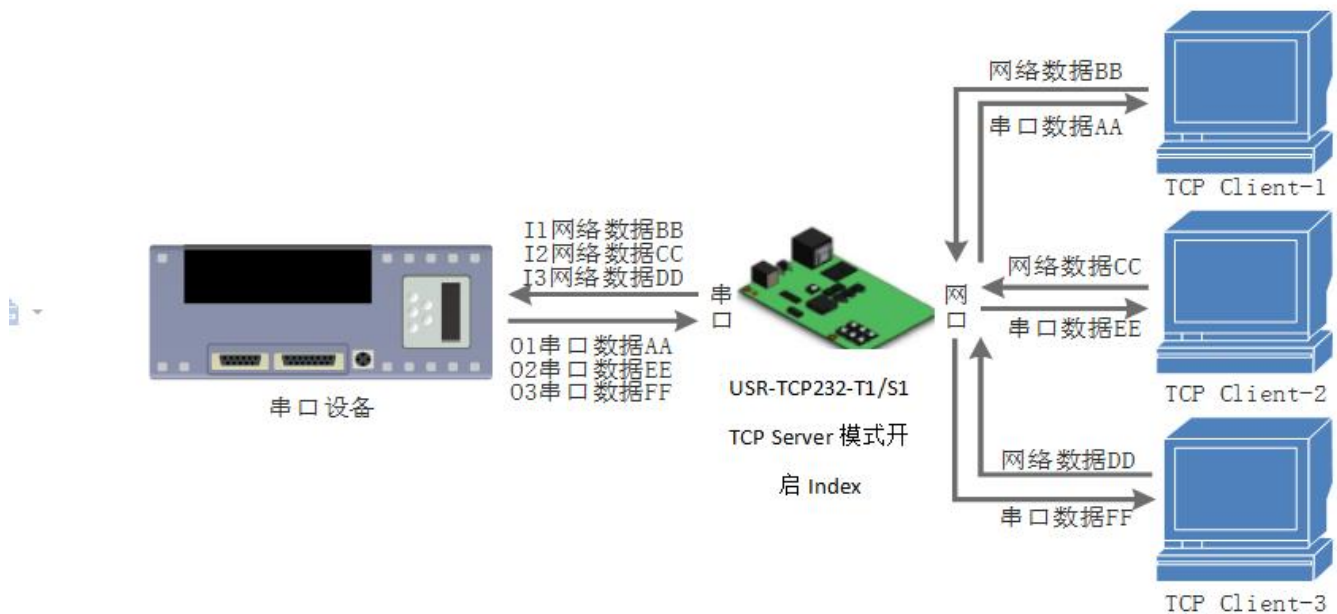 网络数据BB
串口数据AA
TCP Client-1
I1网络数据BB
I2网络数据CC
I3网络数据DD
串口
网口
网络数据CC
串口数据EE
O1串口数据AA
O2串口数据EE
O3串口数据FF
串口设备
USR-TCP232-T1/S1
TCP Server 模式开
启 Index
TCP Client-2
网络数据DD
串口数据FF
TCP Client-3